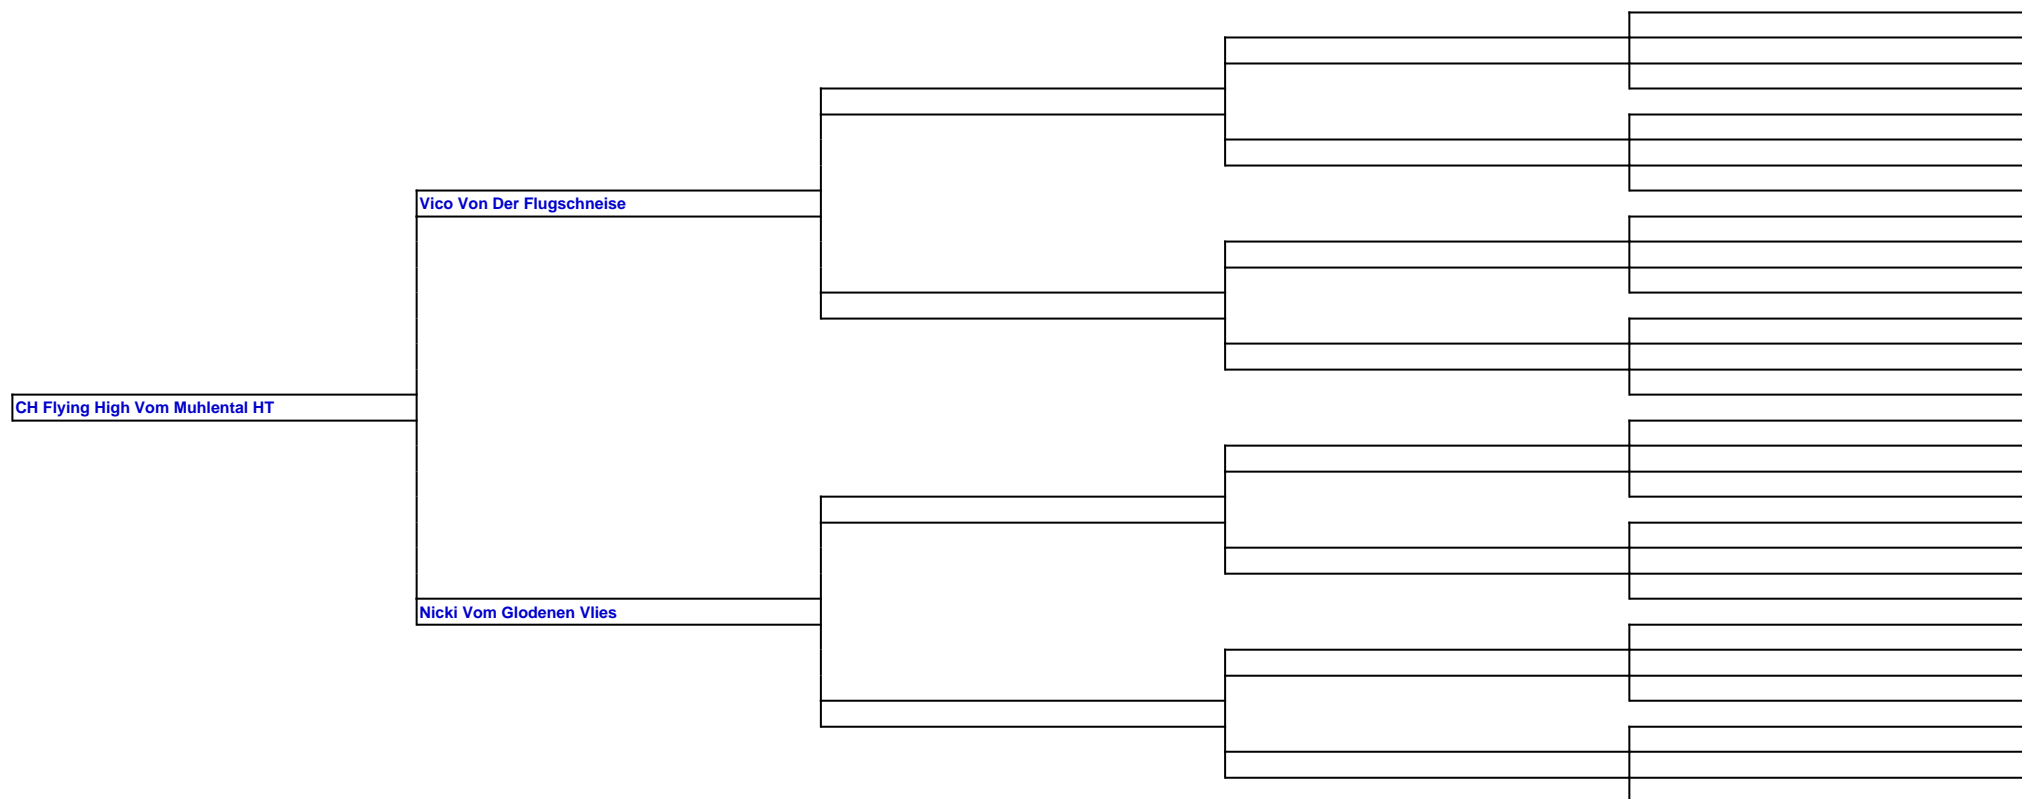 Vico Von Der Flugschneise
CH Flying High Vom Muhlental HT
Nicki Vom Glodenen Vlies